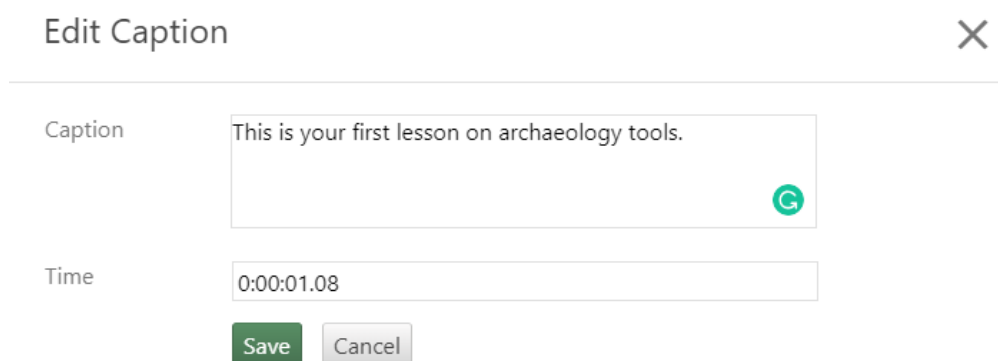 Edit Caption
Caption
This is your first lesson on archaeology tools.
Time
0:00:01.08
Save Cancel